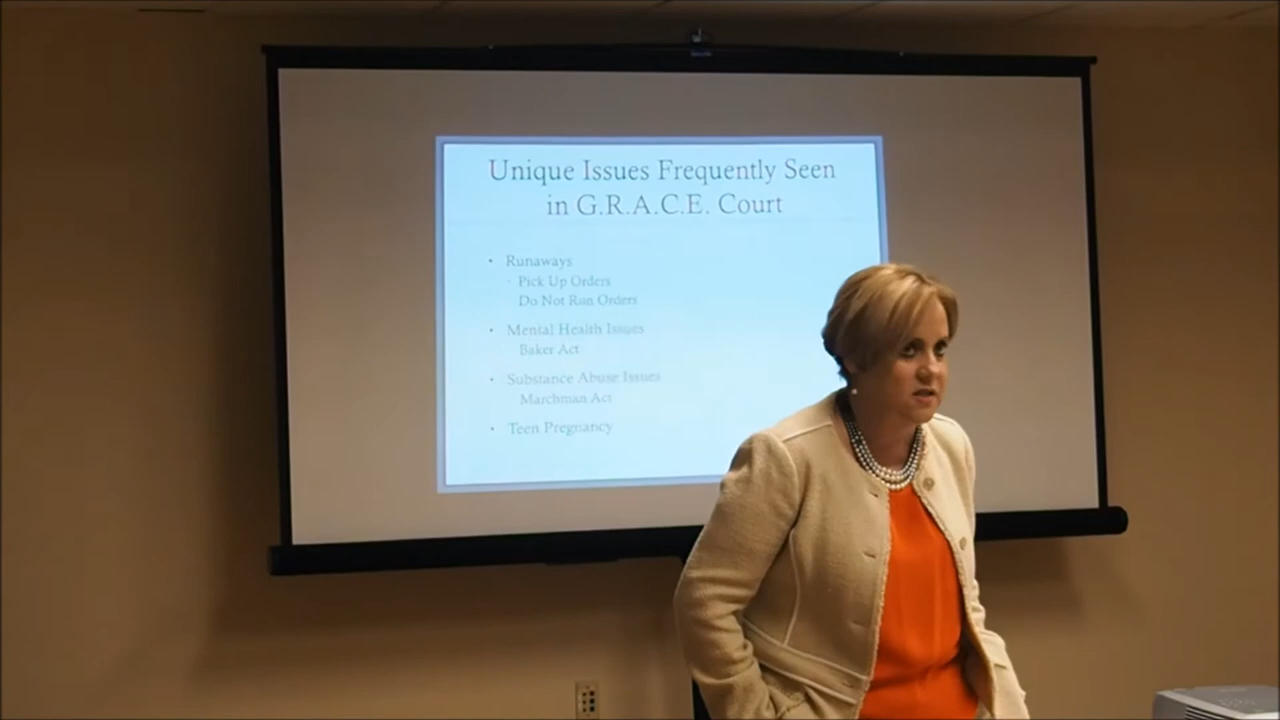 Unique Issues Frequently Seen
in G.R.A.C.E. Court
• Runaways
· Pick Up Orders
Do Not Run Orders
• Mental Health Issues
Baker Act
• Substance Abuse Issues
Marchman Act
• Teen Pregnancy